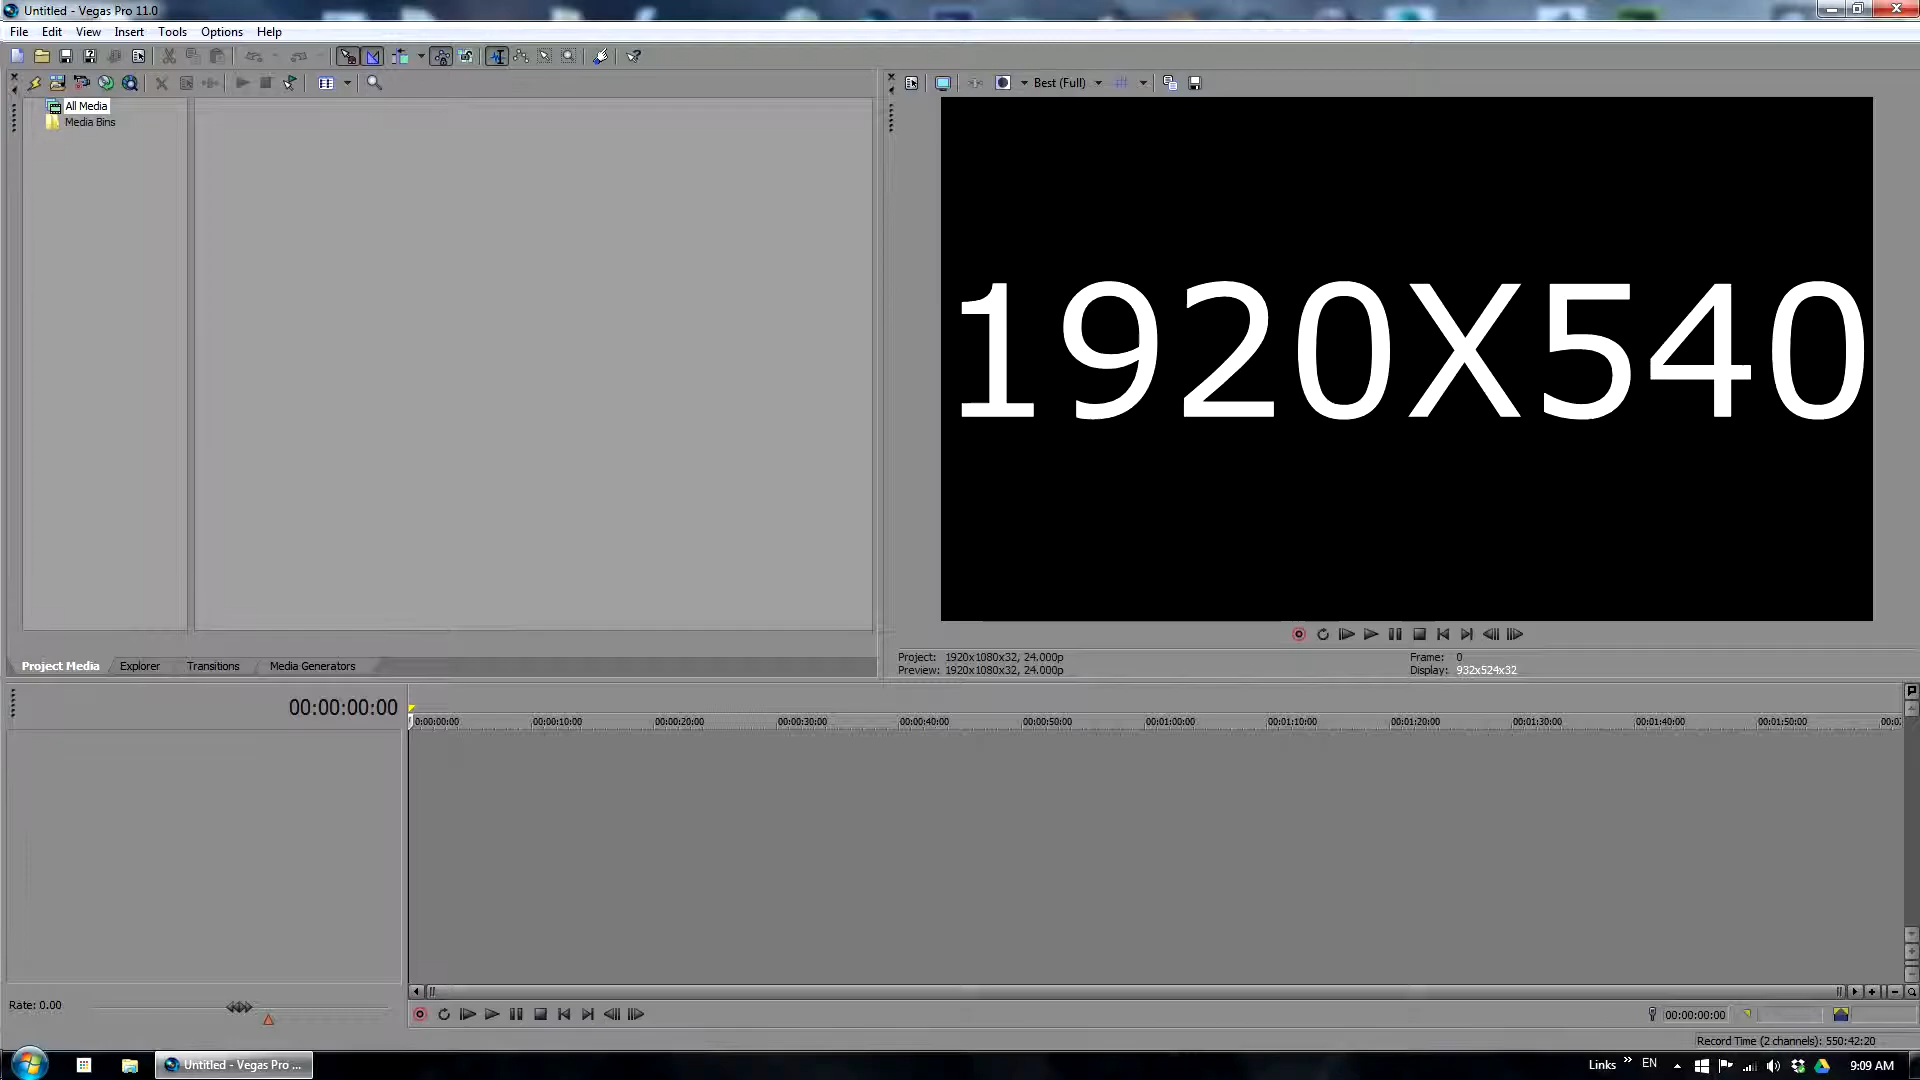 Untitled - Vegas Pro 11.0
File Edit View Insert Tools Options Help
Best (Full)
All Media
Media Bins
1920X540
Project Media Explorer Transitions Media Generators
Project: 1920x1080x32, 24.000p
Preview: 1920x1080x32, 24.000p
Frame: 0
Display: 932x524x32
00:00:00:00
0:00:00:00 00:00:10:00 00:00:20:00 00:00:30:00 00:00:40:00 00:00:50:00 00:01:00:00 00:01:10:00 00:01:20:00 00:01:30:00 00:01:40:00 00:01:50:00
Rate: 0.00
00:00:00:00
Record Time (2 channels): 550:42:20
Untitled - Vegas Pro ...
Links » EN 9:09 AM